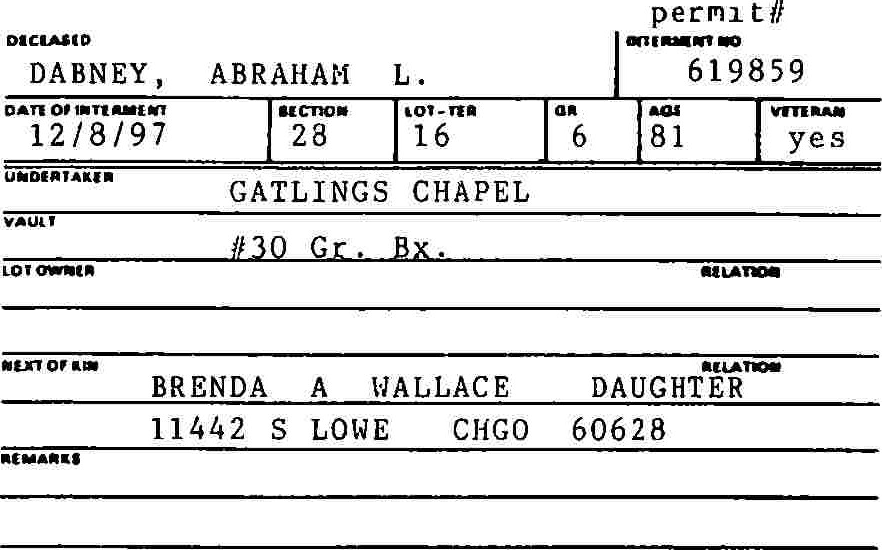 permit#
DECEASED INTERMENT NO
DABNEY, ABRAHAM L. 619859
DATE OF INTERMENT SECTION LOT-TER GR AGE VETERAN
12/8/97 28 16 6 81 yes
UNDERTAKER
GATLINGS CHAPEL
VAULT
#30 Gr. Bx.
LOT OWNER RELATION
NEXT OF KIN RELATION
BRENDA A WALLACE DAUGHTER
11442 S LOWE CHGO 60628
REMARKS